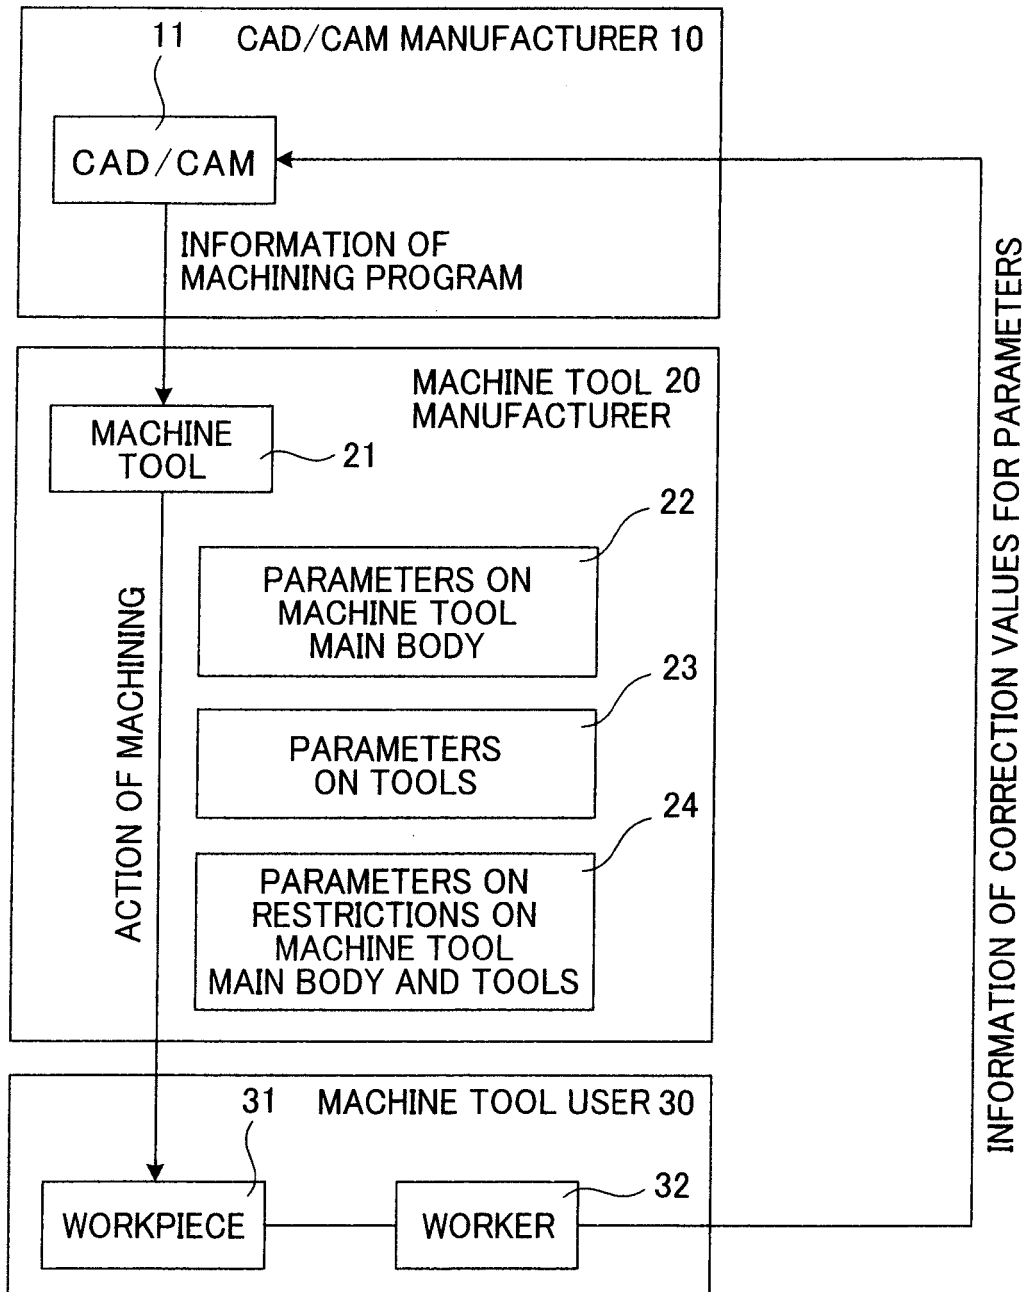 11
CAD/CAM MANUFACTURER 10
CAD/CAM
INFORMATION OF
MACHINING PROGRAM
MACHINE TOOL 20
MANUFACTURER
MACHINE
TOOL
21
22
PARAMETERS ON
MACHINE TOOL
MAIN BODY
23
PARAMETERS
ON TOOLS
24
PARAMETERS ON
RESTRICTIONS ON
MACHINE TOOL
MAIN BODY AND TOOLS
ACTION OF MACHINING
31
MACHINE TOOL USER 30
WORKPIECE
WORKER
32
INFORMATION OF CORRECTION VALUES FOR PARAMETERS